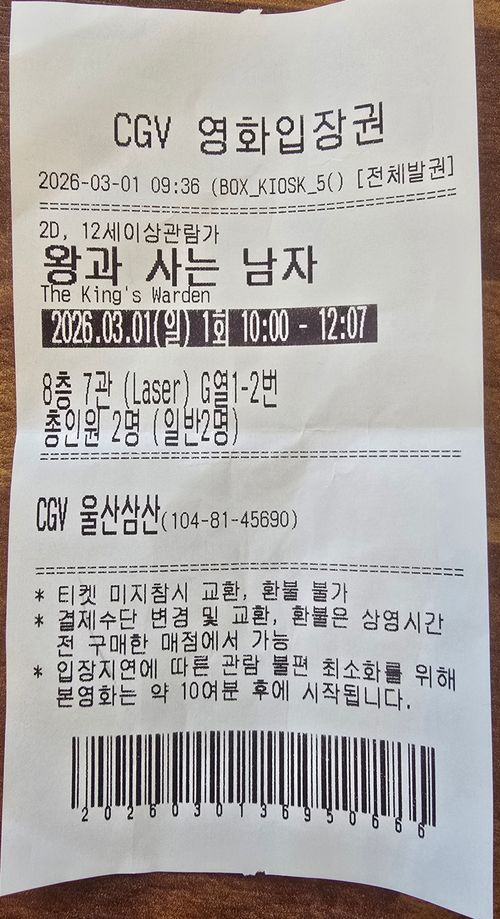 CGV 영화입장권
2026-03-01 09:36 (BOX_KIOSK_5() [전체발권]
2D, 12세이상관람가
왕과 사는 남자
The King's Warden
2026.03.01(일) 1회 10:00 - 12:07
8층 7관 (Laser) G열1-2번
총인원 2명 (일반2명)
CGV 울산삼산(104-81-45690)
* 티켓 미지참시 교환, 환불 불가
* 결제수단 변경 및 교환, 환불은 상영시간
전 구매한 매점에서 가능
* 입장지연에 따른 관람 불편 최소화를 위해
본영화는 약 10여분 후에 시작됩니다.
2026030136950666